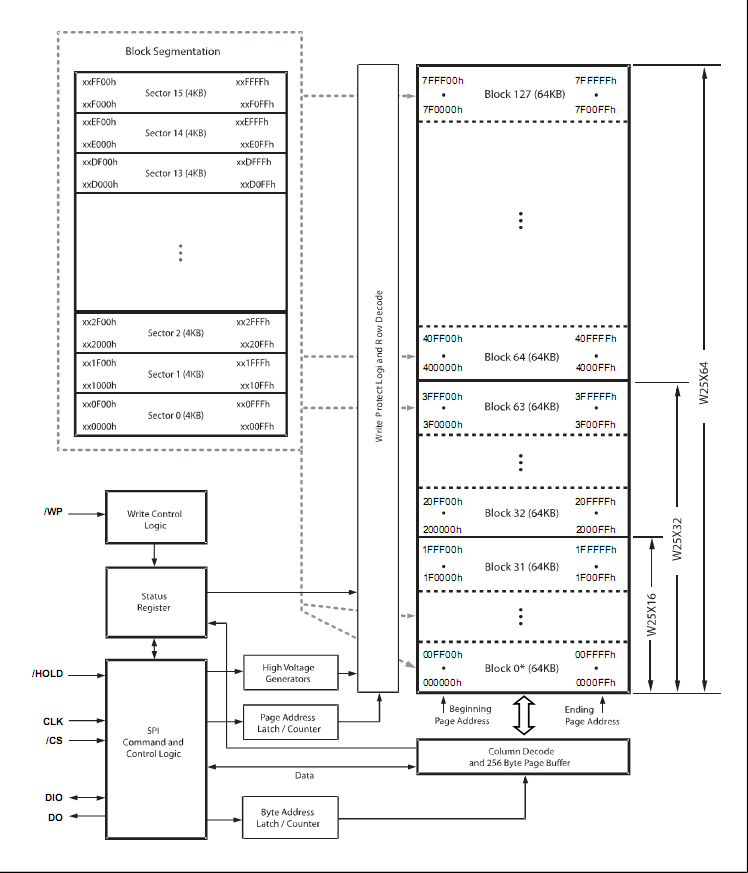 Block Segmentation
xxFF00h xxFFFFh
Sector 15 (4KB)
xxF000h xxF0FFh
xxEF00h xxEFFFh
Sector 14 (4KB)
xxE000h xxE0FFh
xxDF00h xxDFFFh
Sector 13 (4KB)
xxD000h xxD0FFh
xx2F00h xx2FFFh
Sector 2 (4KB)
xx2000h xx20FFh
xx1F00h xx1FFFh
Sector 1 (4KB)
xx1000h xx10FFh
xx0F00h xx0FFFh
Sector 0 (4KB)
xx0000h xx00FFh
Write Protect Logi and Row Decode
7FFF00h 7FFFFFh
Block 127 (64KB)
7F0000h 7F00FFh
40FF00h 40FFFFh
Block 64 (64KB)
400000h 4000FFh
3FFF00h 3FFFFFh
Block 63 (64KB)
3F0000h 3F00FFh
20FF00h 20FFFFh
Block 32 (64KB)
200000h 2000FFh
1FFF00h 1FFFFFh
Block 31 (64KB)
1F0000h 1F00FFh
00FF00h 00FFFFh
Block 0* (64KB)
000000h 0000FFh
W25X16
W25X32
W25X64
Beginning
Page Address
Ending
Page Address
/WP
Write Control
Logic
Status
Register
/HOLD
CLK
/CS
DIO
DO
SPI
Command and
Control Logic
High Voltage
Generators
Page Address
Latch / Counter
Data
Byte Address
Latch / Counter
Column Decode
and 256 Byte Page Buffer